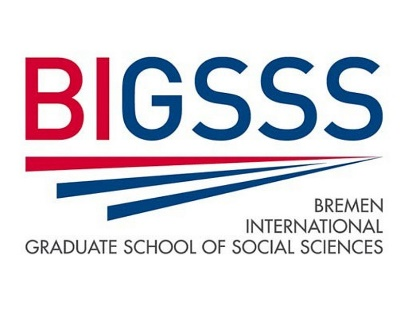 BIGSSS
BREMEN
INTERNATIONAL
GRADUATE SCHOOL OF SOCIAL SCIENCES